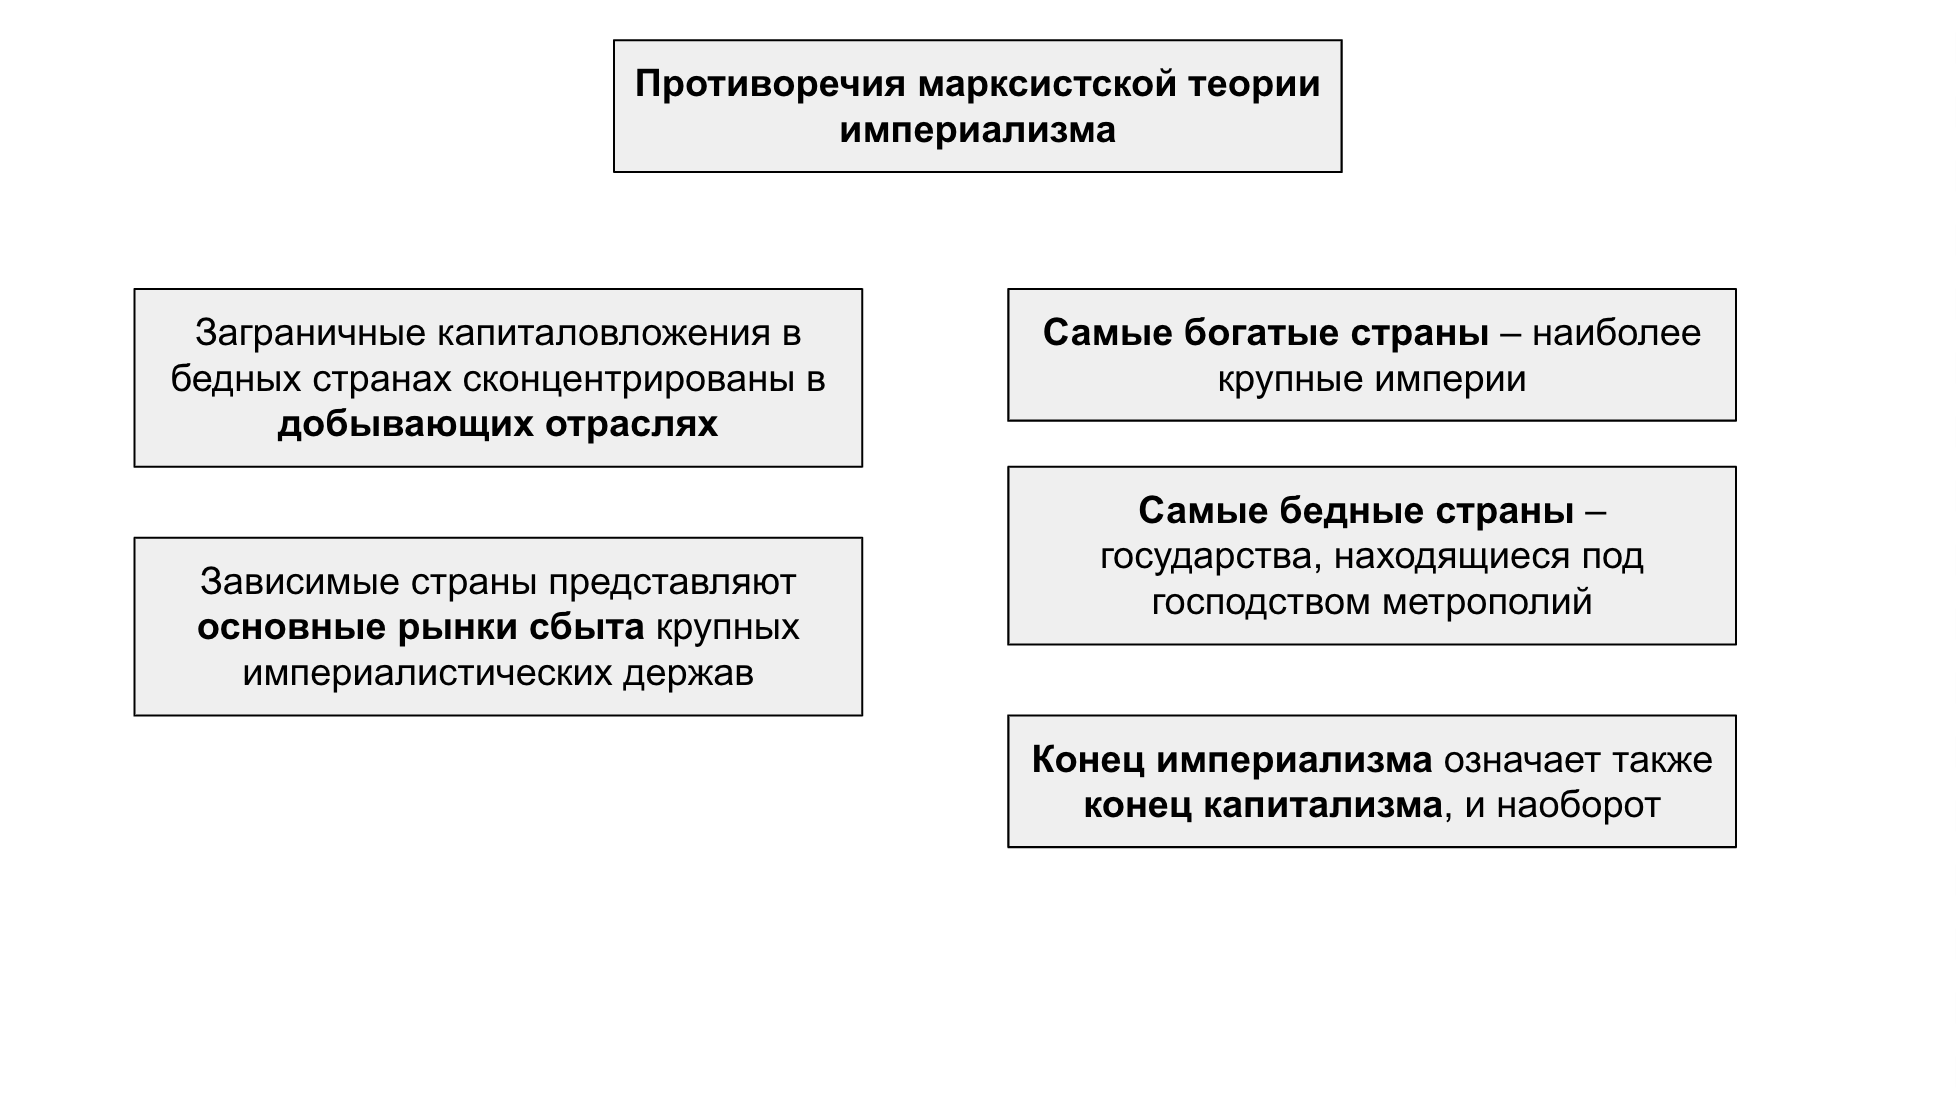 Противоречия марксистской теории
империализма
Заграничные капиталовложения в
бедных странах сконцентрированы в
добывающих отраслях
Зависимые страны представляют
основные рынки сбыта крупных
империалистических держав
Самые богатые страны – наиболее
крупные империи
Самые бедные страны –
государства, находящиеся под
господством метрополий
Конец империализма означает также
конец капитализма, и наоборот